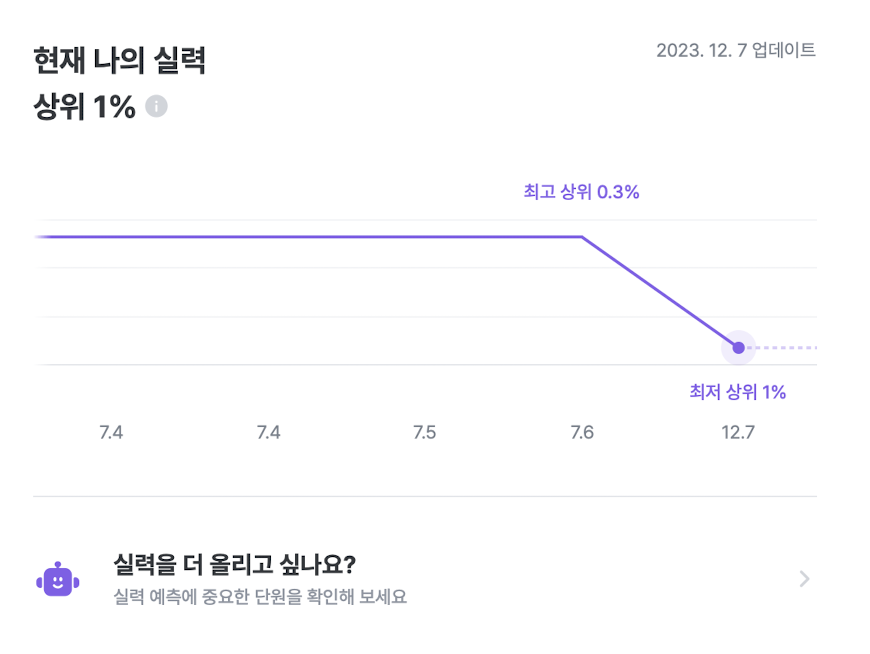 현재 나의 실력
2023. 12. 7 업데이트
상위 1%
최고 상위 0.3%
최저 상위 1%
7.4 7.4 7.5 7.6 12.7
실력을 더 올리고 싶나요?
실력 예측에 중요한 단원을 확인해 보세요